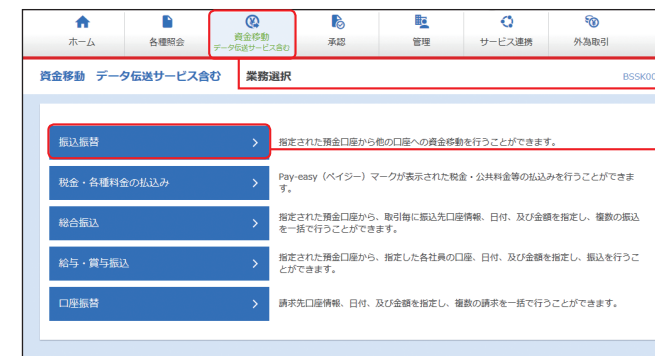 ホーム
各種照会
資金移動
データ伝送サービス含む
承認
管理
サービス連携
外為取引
資金移動 データ伝送サービス含む
業務選択
BSSK00
振込振替
指定された預金口座から他の口座への資金移動を行うことができます。
税金・各種料金の払込み
Pay-easy(ペイジー)マークが表示された税金・公共料金等の払込みを行うことができま
す。
総合振込
指定された預金口座から、取引毎に振込先口座情報、日付、及び金額を指定し、複数の振込
を一括で行うことができます。
給与・賞与振込
指定された預金口座から、指定した各社員の口座、日付、及び金額を指定し、振込を行うこ
とができます。
口座振替
請求先口座情報、日付、及び金額を指定し、複数の請求を一括で行うことができます。